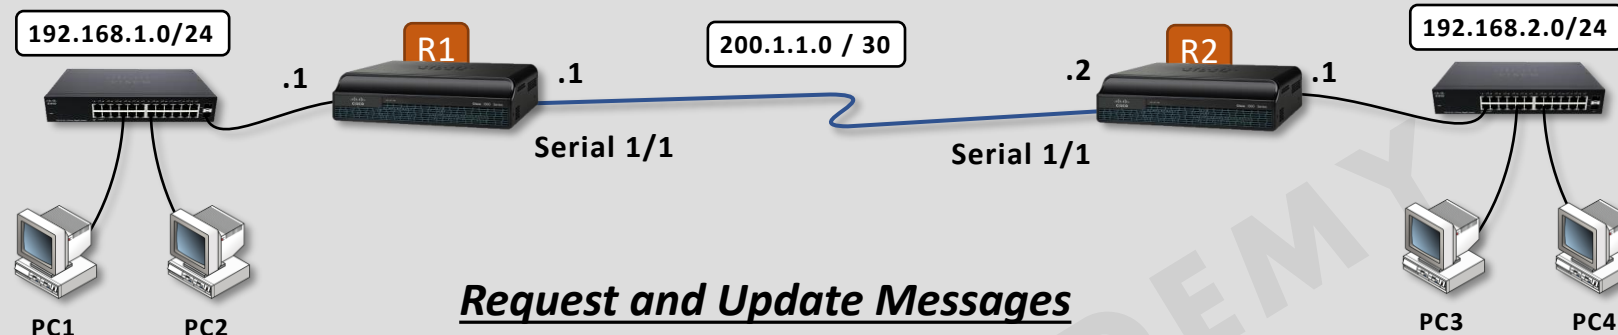 192.168.1.0/24
R1
200.1.1.0 / 30
R2
192.168.2.0/24
.1
.1
.2
.1
Serial 1/1
Serial 1/1
Request and Update Messages
PC1
PC2
PC3
PC4